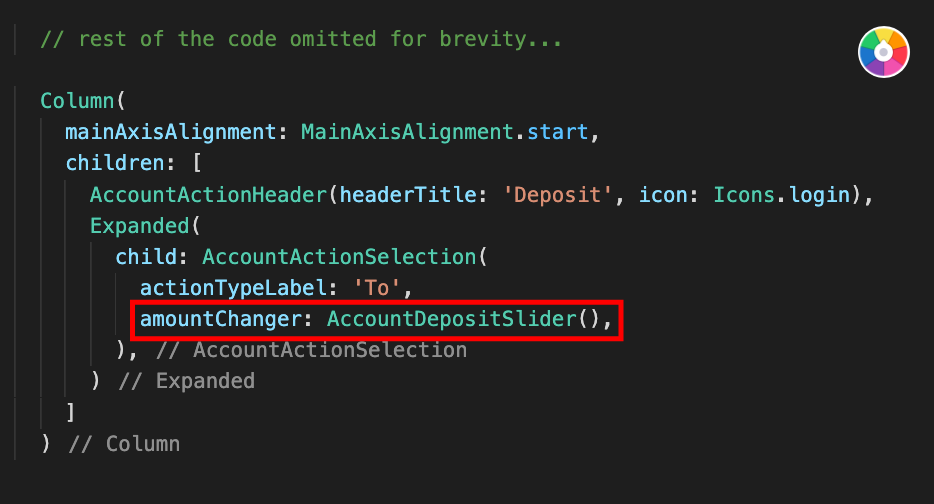 // rest of the code omitted for brevity...
Column(
mainAxisAlignment: MainAxisAlignment.start,
children: [
AccountActionHeader(headerTitle: 'Deposit', icon: Icons.login),
Expanded(
child: AccountActionSelection(
actionTypeLabel: 'To',
amountChanger: AccountDepositSlider(),
), // AccountActionSelection
) // Expanded
]
) // Column